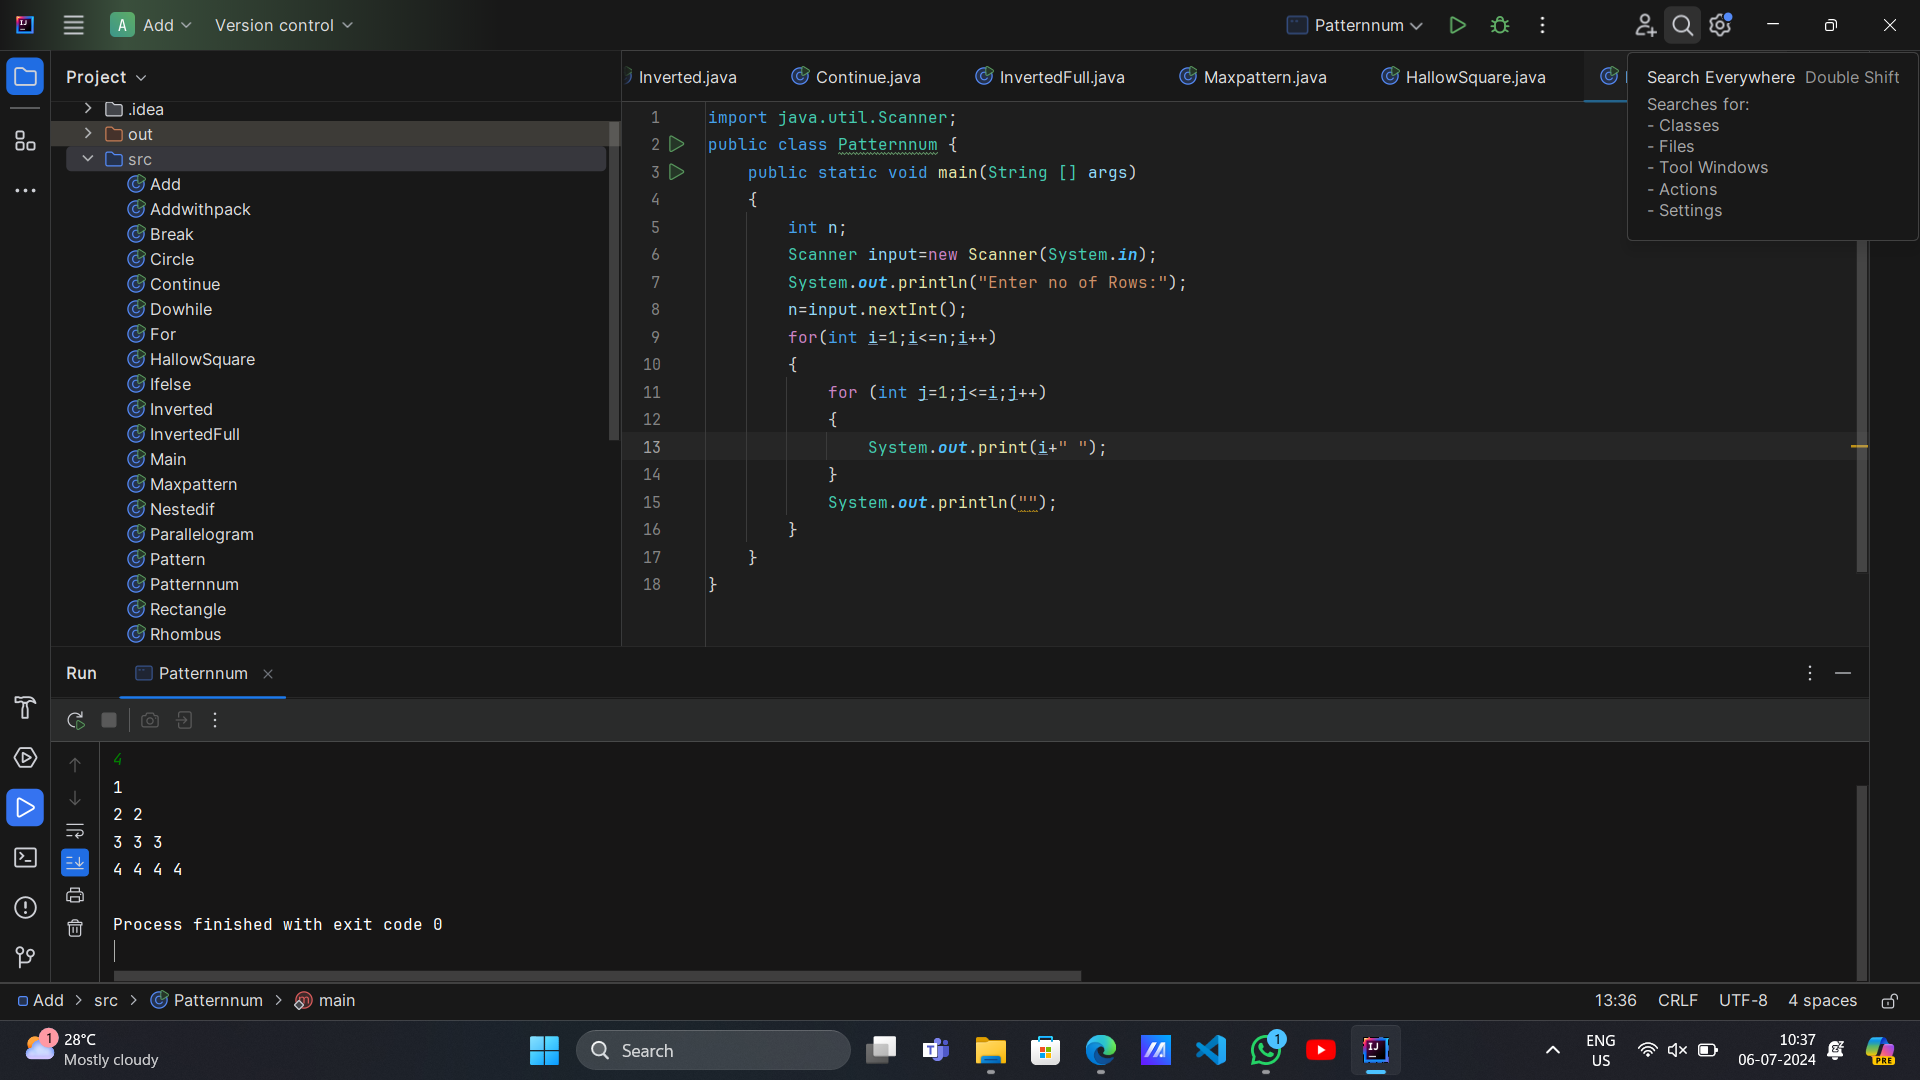 A Add Version control Patternnum
Project
Inverted.java Continue.java InvertedFull.java Maxpattern.java HallowSquare.java
Search Everywhere Double Shift
Searches for:
- Classes
- Files
- Tool Windows
- Actions
- Settings
.idea
out
src
Add
Addwithpack
Break
Circle
Continue
Dowhile
For
HallowSquare
Ifelse
Inverted
InvertedFull
Main
Maxpattern
Nestedif
Parallelogram
Pattern
Patternnum
Rectangle
Rhombus
1 import java.util.Scanner;
2 public class Patternnum {
3 public static void main(String [] args)
4 {
5 int n;
6 Scanner input=new Scanner(System.in);
7 System.out.println("Enter no of Rows:");
8 n=input.nextInt();
9 for(int i=1;i<=n;i++)
10 {
11 for (int j=1;j<=i;j++)
12 {
13 System.out.print(i+" ");
14 }
15 System.out.println("");
16 }
17 }
18 }
Run Patternnum
4
1
2 2
3 3 3
4 4 4 4
Process finished with exit code 0
Add > src > Patternnum > main
13:36 CRLF UTF-8 4 spaces
1 28°C
Mostly cloudy
Search
1
ENG
US
10:37
06-07-2024
PRE